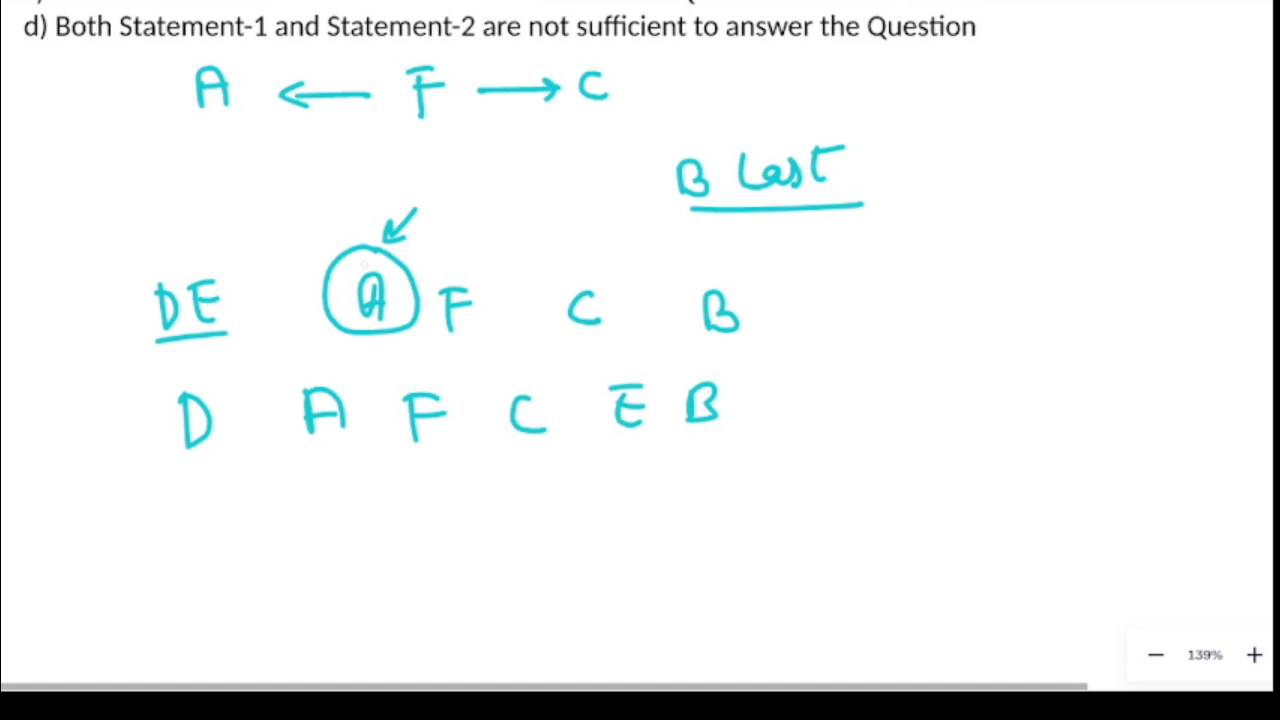 d) Both Statement-1 and Statement-2 are not sufficient to answer the Question
A ← F → C
B Last
DE A F C B
D A F C E B
139%